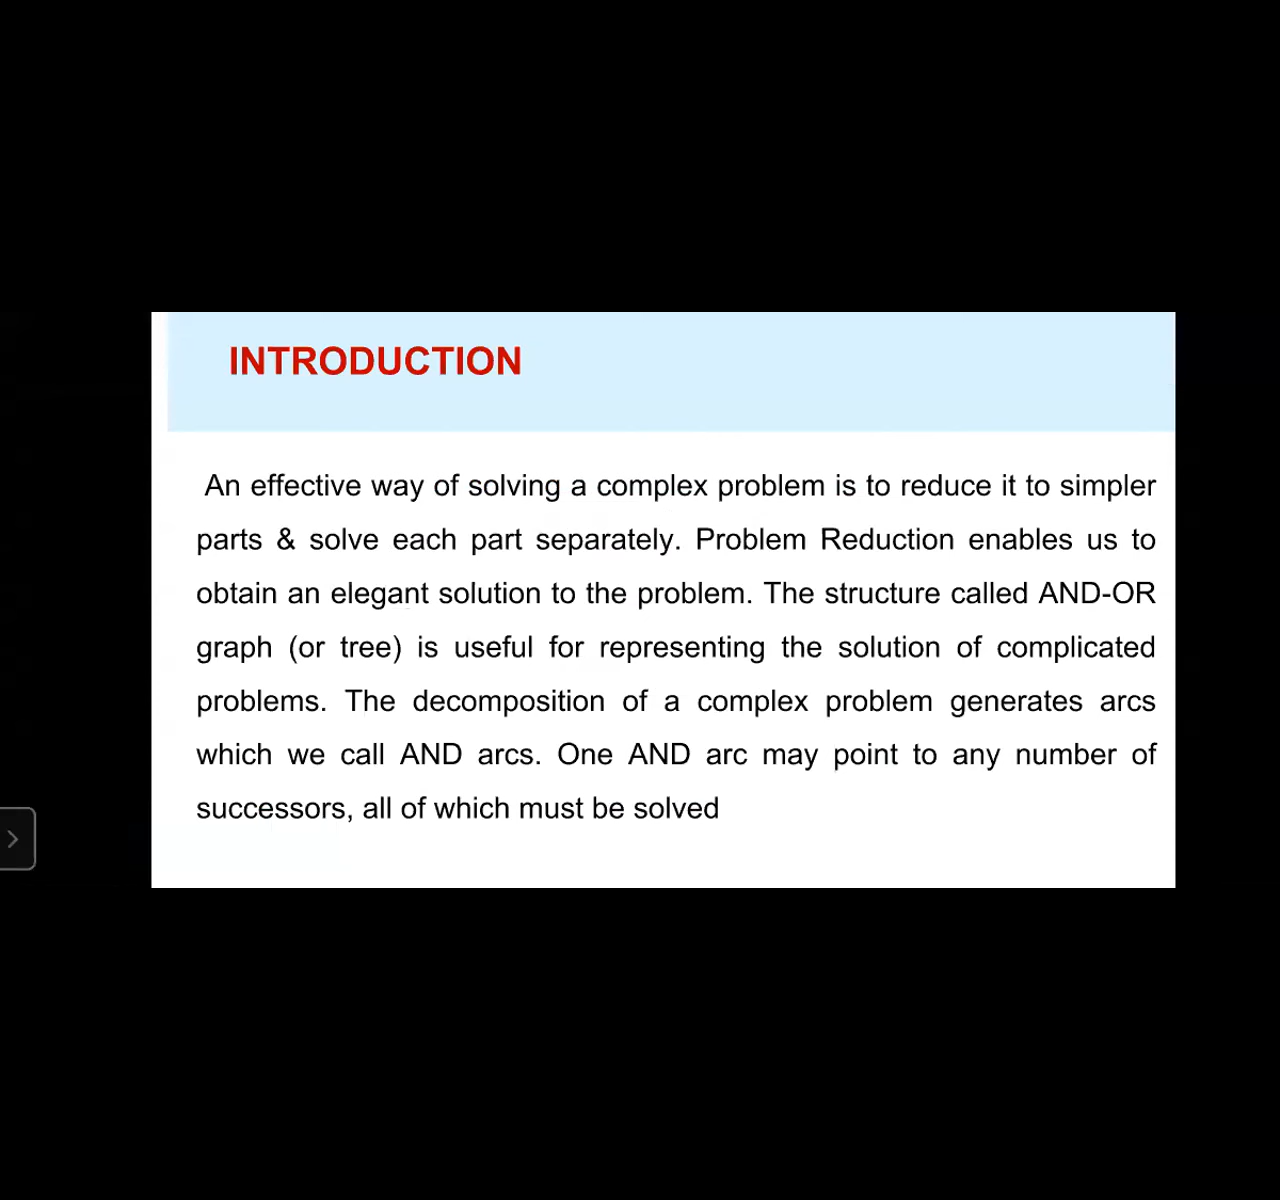 INTRODUCTION
An effective way of solving a complex problem is to reduce it to simpler
parts & solve each part separately. Problem Reduction enables us to
obtain an elegant solution to the problem. The structure called AND-OR
graph (or tree) is useful for representing the solution of complicated
problems. The decomposition of a complex problem generates arcs
which we call AND arcs. One AND arc may point to any number of
successors, all of which must be solved